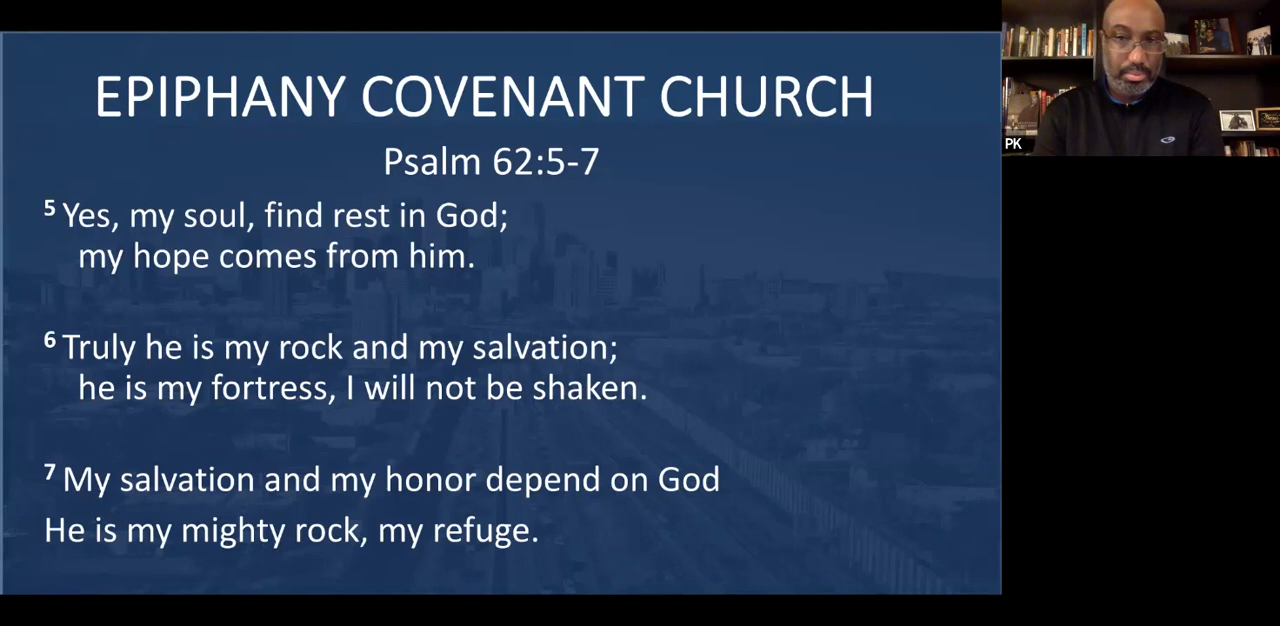 EPIPHANY COVENANT CHURCH
Psalm 62:5-7
5 Yes, my soul, find rest in God;
my hope comes from him.
6 Truly he is my rock and my salvation;
he is my fortress, I will not be shaken.
7 My salvation and my honor depend on God
He is my mighty rock, my refuge.
PK